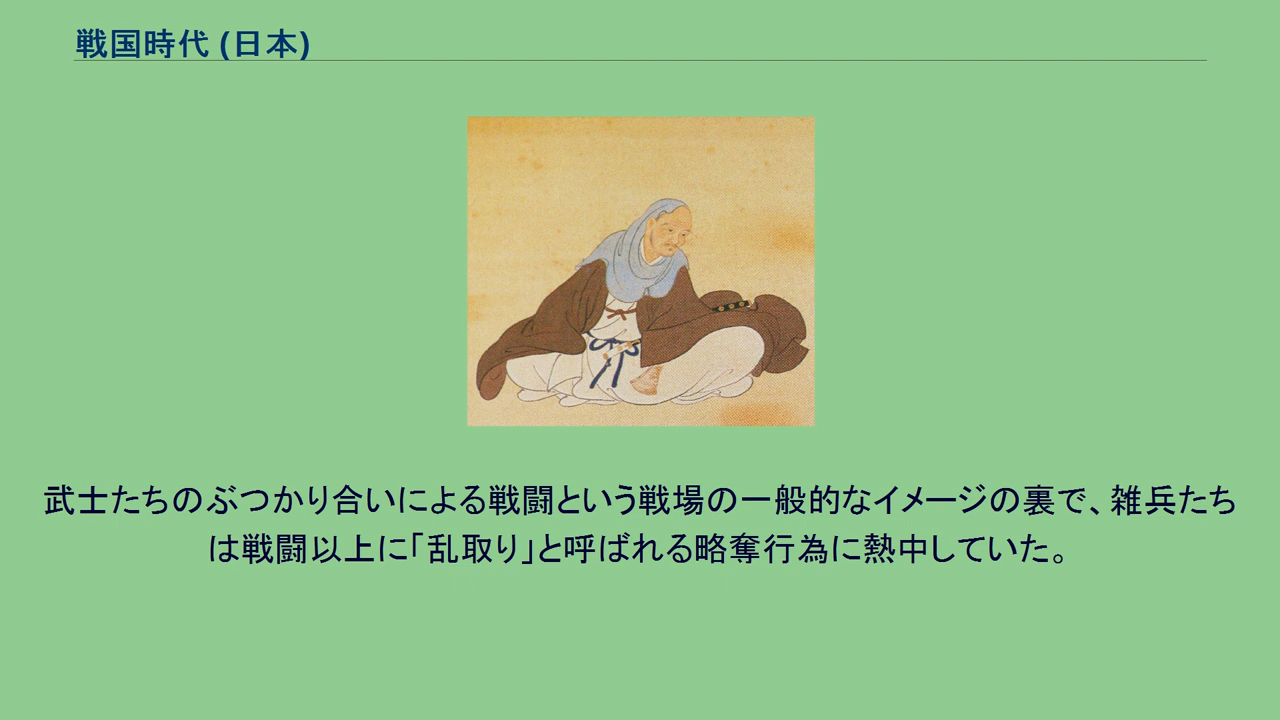 戦国時代 (日本)
武士たちのぶつかり合いによる戦闘という戦場の一般的なイメージの裏で、雑兵たち
は戦闘以上に「乱取り」と呼ばれる略奪行為に熱中していた。